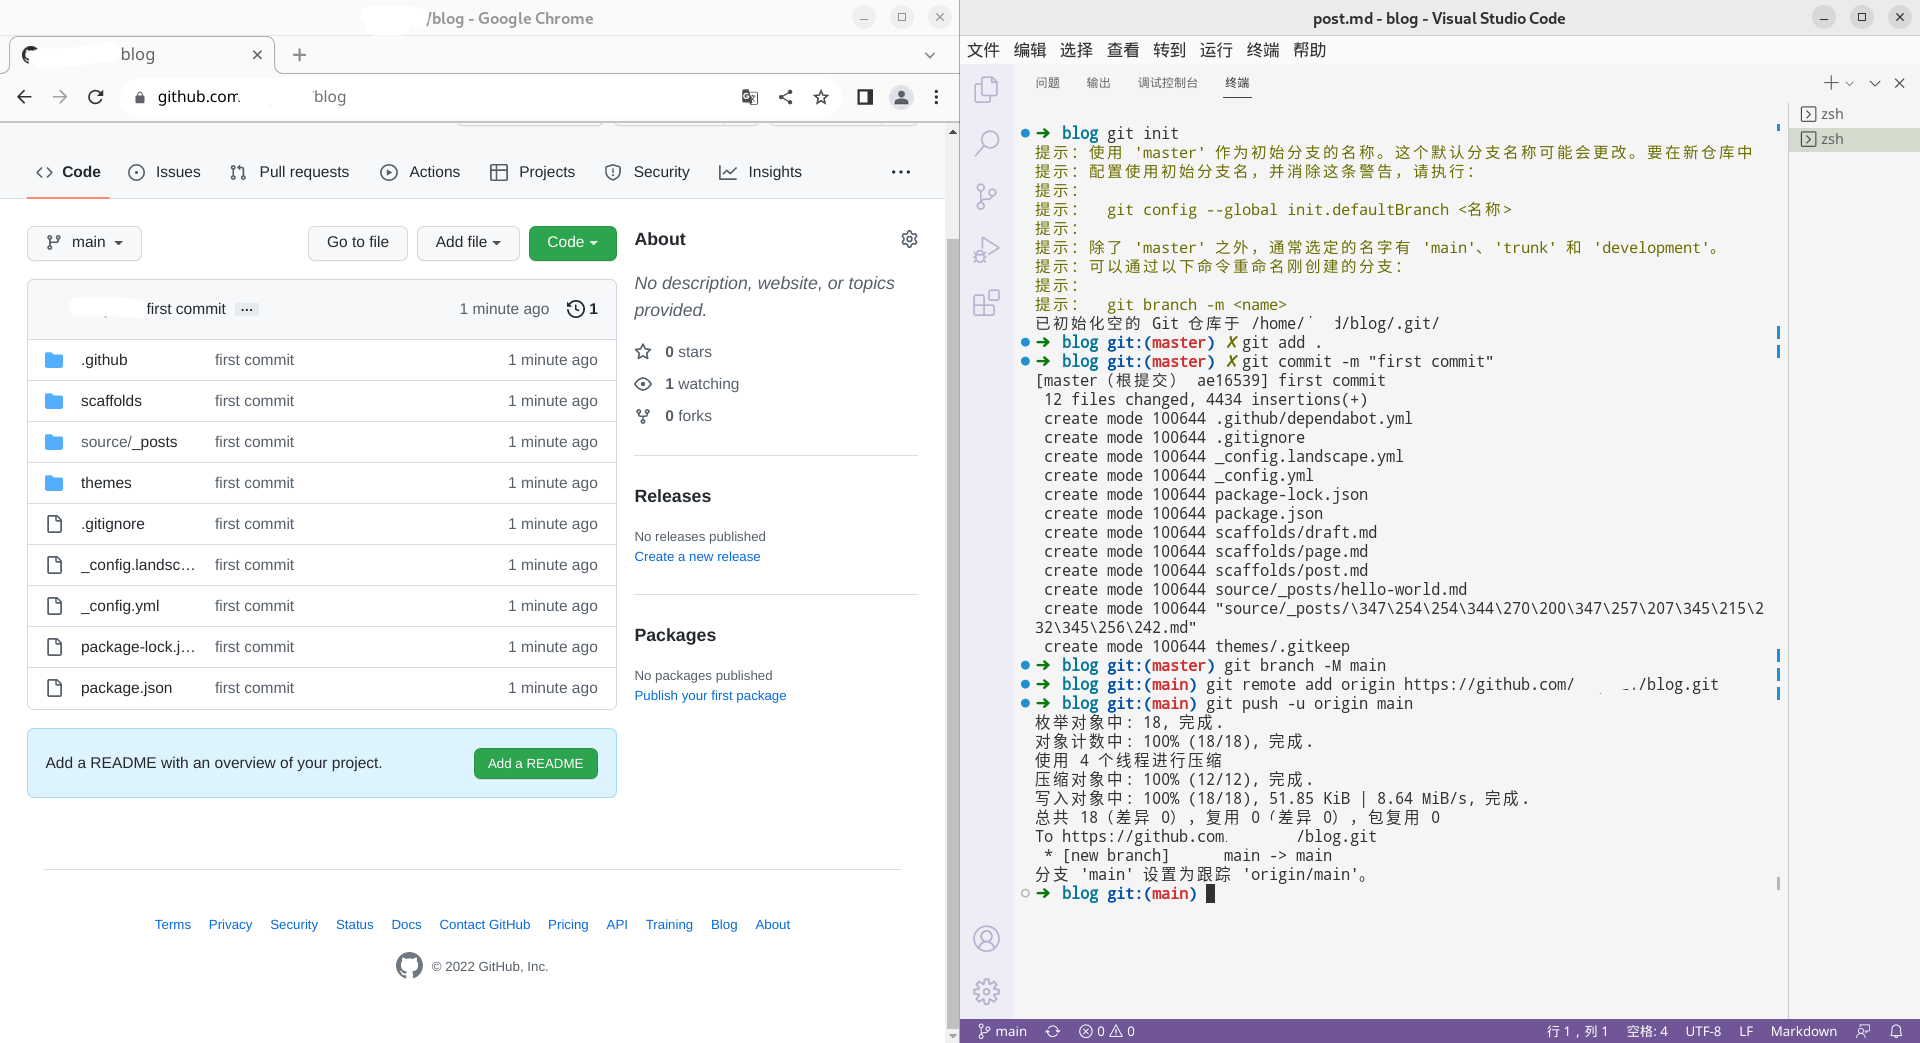 /blog - Google Chrome
blog
github.com
blog
Code
Issues
Pull requests
Actions
Projects
Security
Insights
main
Go to file
Add file
Code
first commit
1 minute ago
1
.github first commit 1 minute ago
scaffolds first commit 1 minute ago
source/_posts first commit 1 minute ago
themes first commit 1 minute ago
.gitignore first commit 1 minute ago
_config.landsc... first commit 1 minute ago
_config.yml first commit 1 minute ago
package-lock.j... first commit 1 minute ago
package.json first commit 1 minute ago
Add a README with an overview of your project.
Add a README
About
No description, website, or topics
provided.
0 stars
1 watching
0 forks
Releases
No releases published
Create a new release
Packages
No packages published
Publish your first package
Terms Privacy Security Status Docs Contact GitHub Pricing API Training Blog About
© 2022 GitHub, Inc.
post.md - blog - Visual Studio Code
文件 编辑 选择 查看 转到 运行 终端 帮助
问题 输出 调试控制台 终端
zsh
zsh
➜ blog git init
提示：使用 'master' 作为初始分支的名称。这个默认分支名称可能会更改。要在新仓库中
提示：配置使用初始分支名，并消除这条警告，请执行：
提示：
提示： git config --global init.defaultBranch <名称>
提示：
提示：除了 'master' 之外，通常选定的名字有 'main'、'trunk' 和 'development'。
提示：可以通过以下命令重命名刚创建的分支：
提示：
提示： git branch -m <name>
已初始化空的 Git 仓库于 /home/ d/blog/.git/
➜ blog git:(master) ✗ git add .
➜ blog git:(master) ✗ git commit -m "first commit"
[master（根提交） ae16539] first commit
12 files changed, 4434 insertions(+)
create mode 100644 .github/dependabot.yml
create mode 100644 .gitignore
create mode 100644 _config.landscape.yml
create mode 100644 _config.yml
create mode 100644 package-lock.json
create mode 100644 package.json
create mode 100644 scaffolds/draft.md
create mode 100644 scaffolds/page.md
create mode 100644 scaffolds/post.md
create mode 100644 source/_posts/hello-world.md
create mode 100644 "source/_posts/\347\254\254\344\270\200\347\257\207\345\215\2
32\345\256\242.md"
create mode 100644 themes/.gitkeep
➜ blog git:(master) git branch -M main
➜ blog git:(main) git remote add origin https://github.com/ /blog.git
➜ blog git:(main) git push -u origin main
枚举对象中: 18, 完成.
对象计数中: 100% (18/18), 完成.
使用 4 个线程进行压缩
压缩对象中: 100% (12/12), 完成.
写入对象中: 100% (18/18), 51.85 KiB | 8.64 MiB/s, 完成.
总共 18（差异 0），复用 0（差异 0），包复用 0
To https://github.com /blog.git
* [new branch] main -> main
分支 'main' 设置为跟踪 'origin/main'。
➜ blog git:(main)
main 0 0 行 1，列 1 空格: 4 UTF-8 LF Markdown